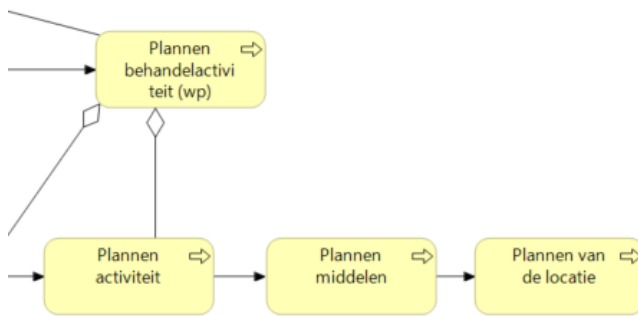 Plannen
behandelactivi
teit (wp)
Plannen
activiteit
Plannen
middelen
Plannen van
de locatie